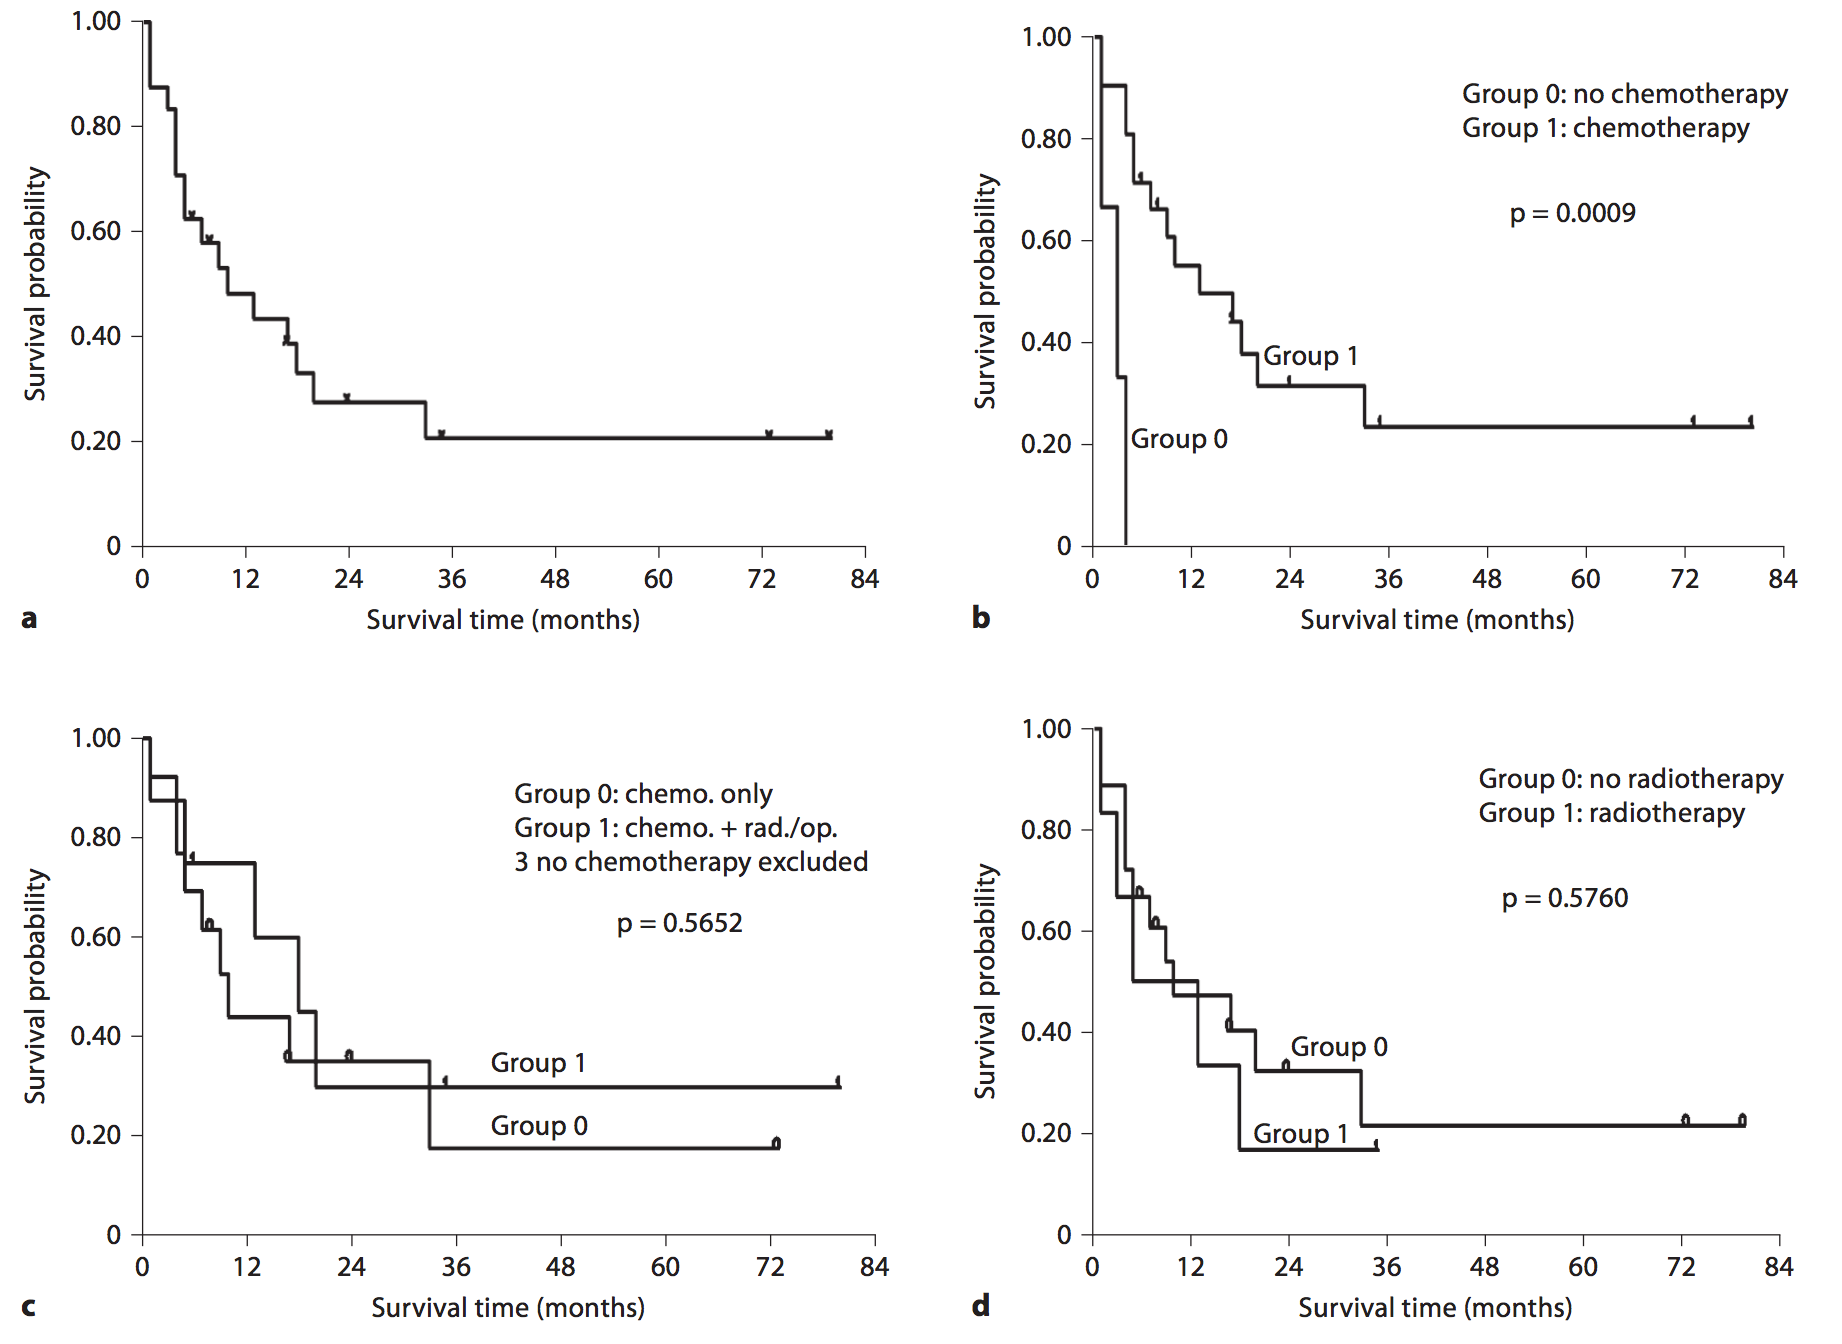 1.00
0.80
0.60
0.40
0.20
0
0 12 24 36 48 60 72 84
Survival probability
Survival time (months)
a
1.00
0.80
0.60
0.40
0.20
0
0 12 24 36 48 60 72 84
Survival probability
Survival time (months)
Group 0: no chemotherapy
Group 1: chemotherapy
p = 0.0009
Group 1
Group 0
b
1.00
0.80
0.60
0.40
0.20
0
0 12 24 36 48 60 72 84
Survival probability
Survival time (months)
Group 0: chemo. only
Group 1: chemo. + rad./op.
3 no chemotherapy excluded
p = 0.5652
Group 1
Group 0
c
1.00
0.80
0.60
0.40
0.20
0
0 12 24 36 48 60 72 84
Survival probability
Survival time (months)
Group 0: no radiotherapy
Group 1: radiotherapy
p = 0.5760
Group 0
Group 1
d